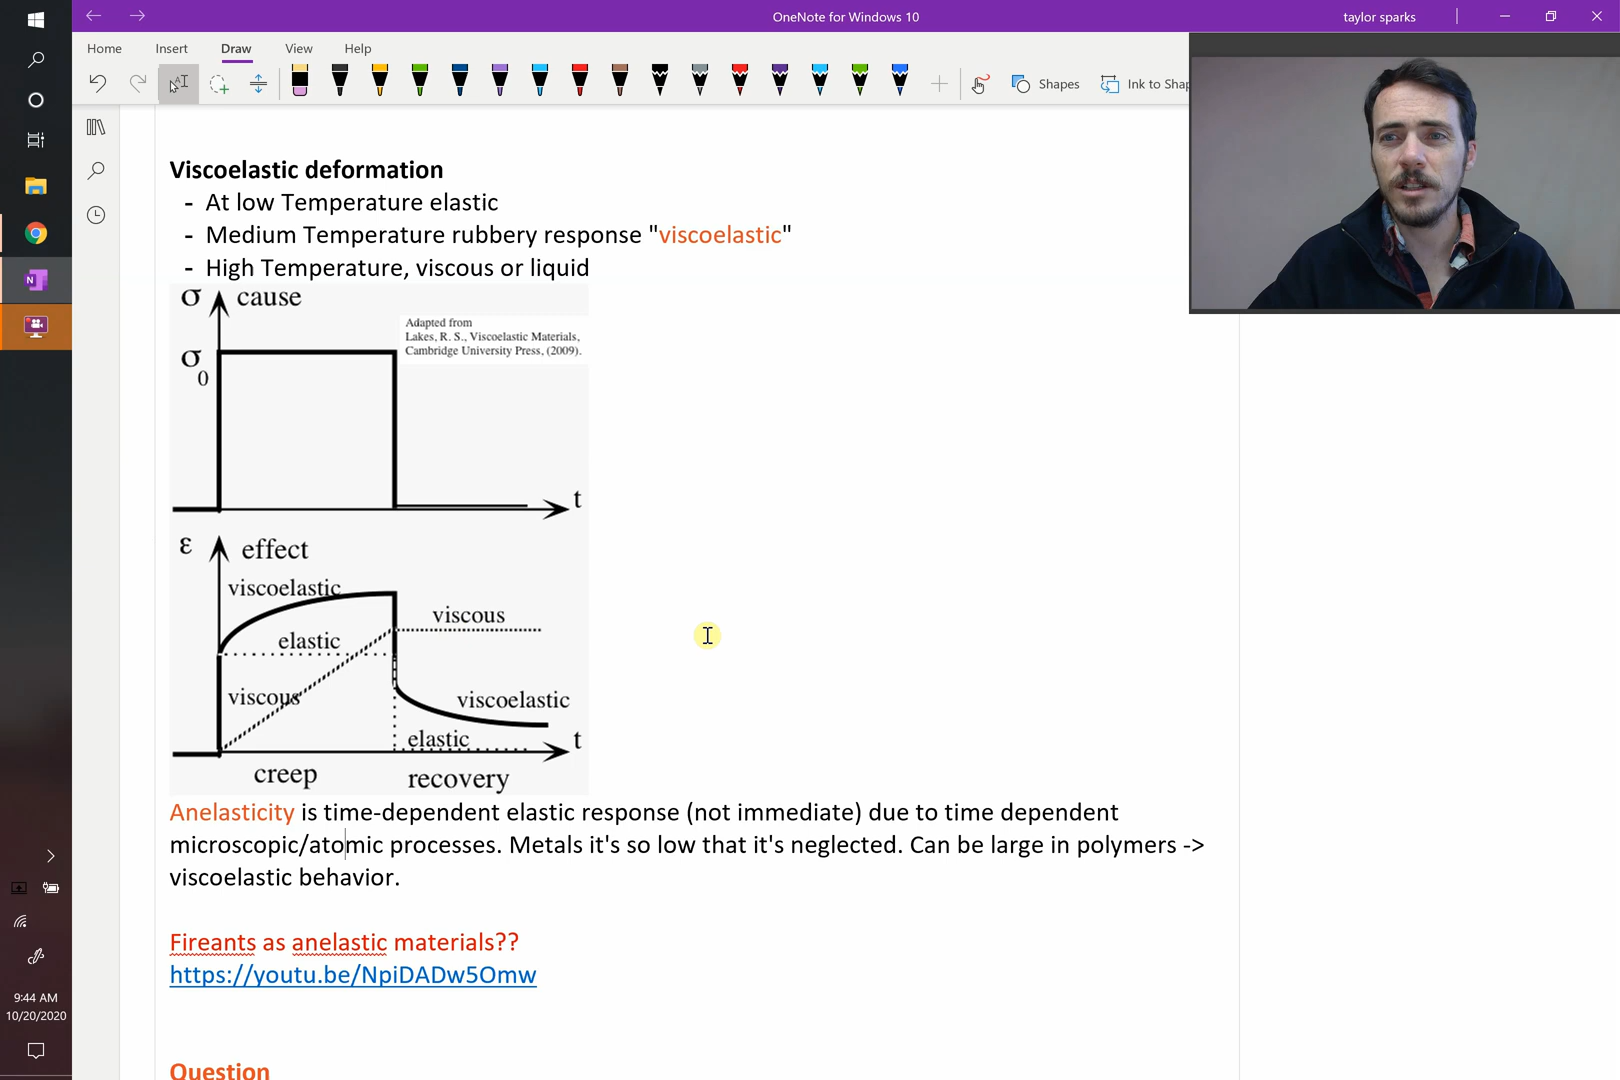 OneNote for Windows 10
taylor sparks
Home Insert Draw View Help
Shapes
Ink to Shap
Viscoelastic deformation
- At low Temperature elastic
- Medium Temperature rubbery response "viscoelastic"
- High Temperature, viscous or liquid
σ cause
Adapted from
Lakes, R. S., Viscoelastic Materials,
Cambridge University Press, (2009).
σ
0
t
ε effect
viscoelastic
viscous
elastic
viscous
viscoelastic
elastic
t
creep recovery
Anelasticity is time-dependent elastic response (not immediate) due to time dependent
microscopic/atomic processes. Metals it's so low that it's neglected. Can be large in polymers ->
viscoelastic behavior.
Fireants as anelastic materials??
https://youtu.be/NpiDADw5Omw
Question
9:44 AM
10/20/2020